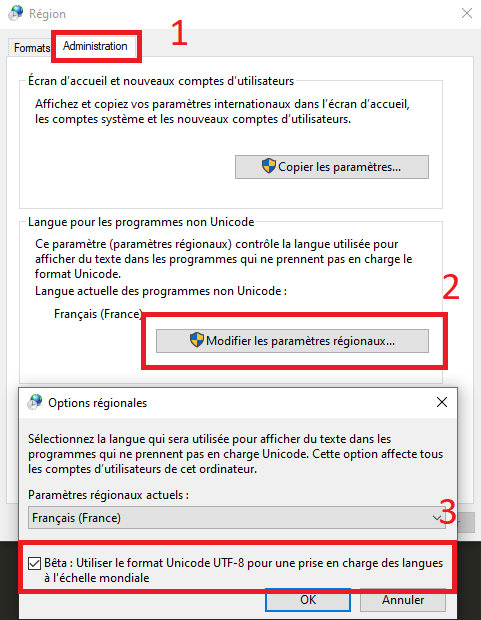 Région
1
Formats
Administration
Écran d'accueil et nouveaux comptes d'utilisateurs
Affichez et copiez vos paramètres internationaux dans l'écran d'accueil,
les comptes système et les nouveaux comptes d'utilisateurs.
Copier les paramètres...
Langue pour les programmes non Unicode
Ce paramètre (paramètres régionaux) contrôle la langue utilisée pour
afficher du texte dans les programmes qui ne prennent pas en charge le
format Unicode.
2
Langue actuelle des programmes non Unicode :
Français (France)
Modifier les paramètres régionaux...
Options régionales
Sélectionnez la langue qui sera utilisée pour afficher du texte dans les
programmes qui ne prennent pas en charge Unicode. Cette option affecte tous
les comptes d'utilisateurs de cet ordinateur.
Paramètres régionaux actuels :
3
Français (France)
Bêta : Utiliser le format Unicode UTF-8 pour une prise en charge des langues
à l'échelle mondiale
OK
Annuler